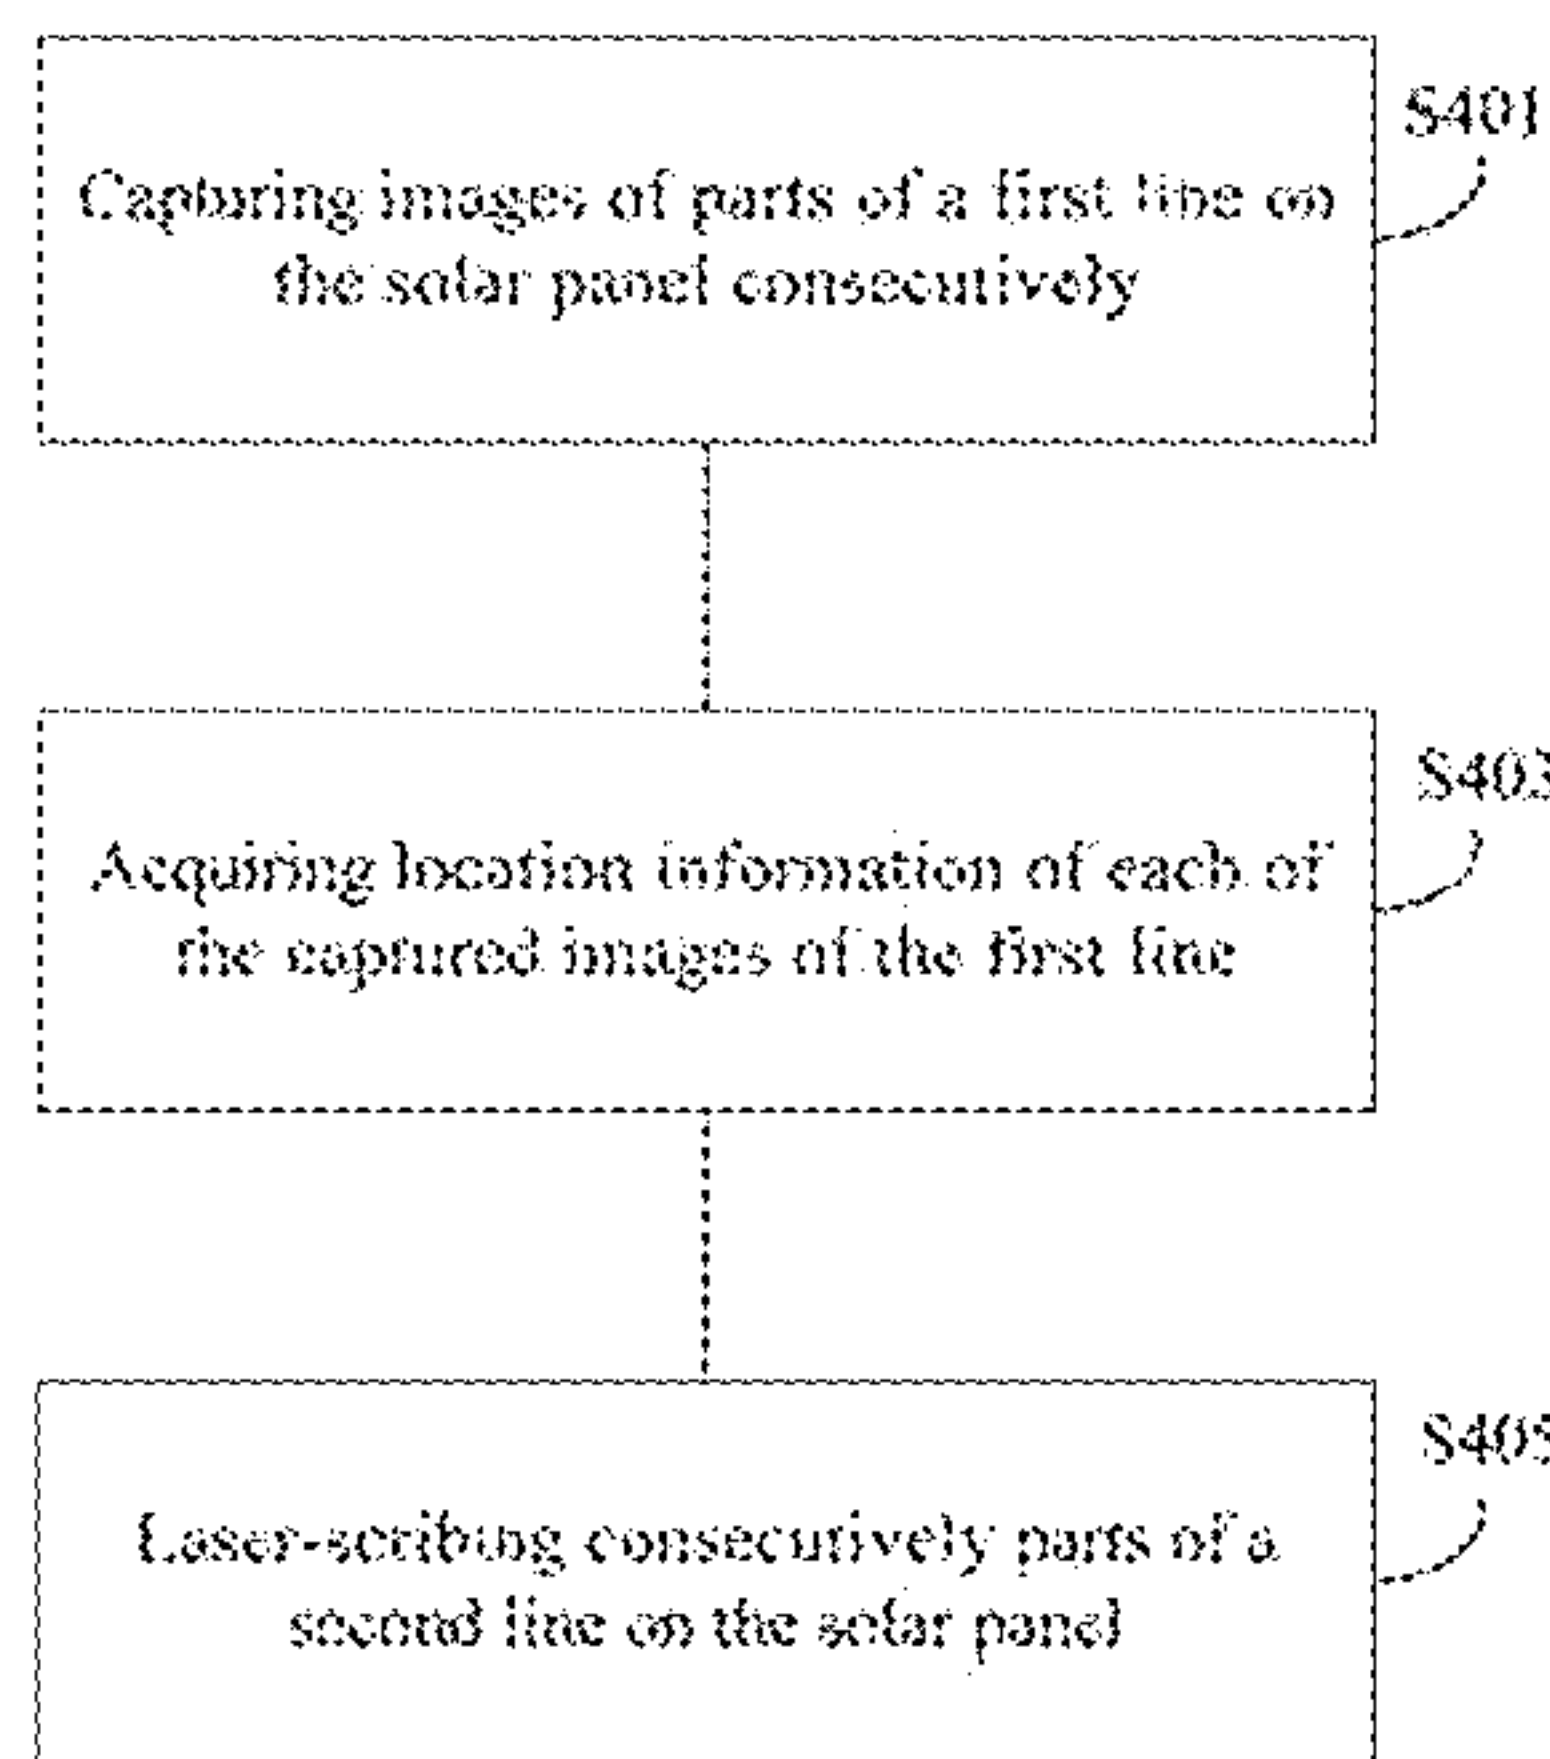 S401
Capturing images of parts of a first line on
the solar panel consecutively
S403
Acquiring location information of each of
the captured images of the first line
S405
Laser-scribing consecutively parts of a
second line on the solar panel